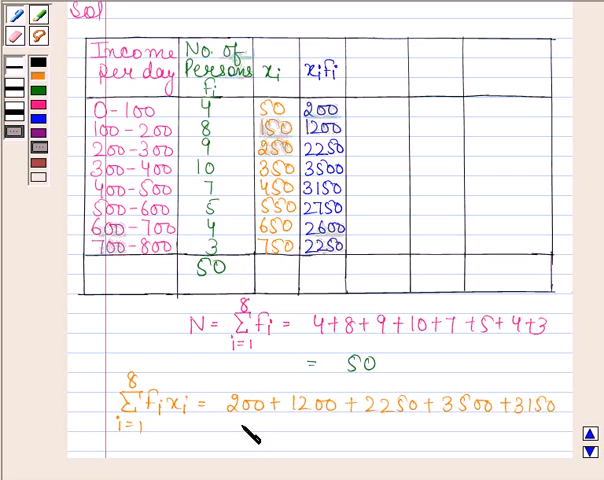 Sol
Income per day No. of Persons fi xi xifi
0-100 4 50 200
100-200 8 150 1200
200-300 9 250 2250
300-400 10 350 3500
400-500 7 450 3150
500-600 5 550 2750
600-700 4 650 2600
700-800 3 750 2250
50
N = 8∑i=1 fi = 4+8+9+10+7+5+4+3
= 50
8∑i=1 fixi = 200+1200+2250+3500+3150